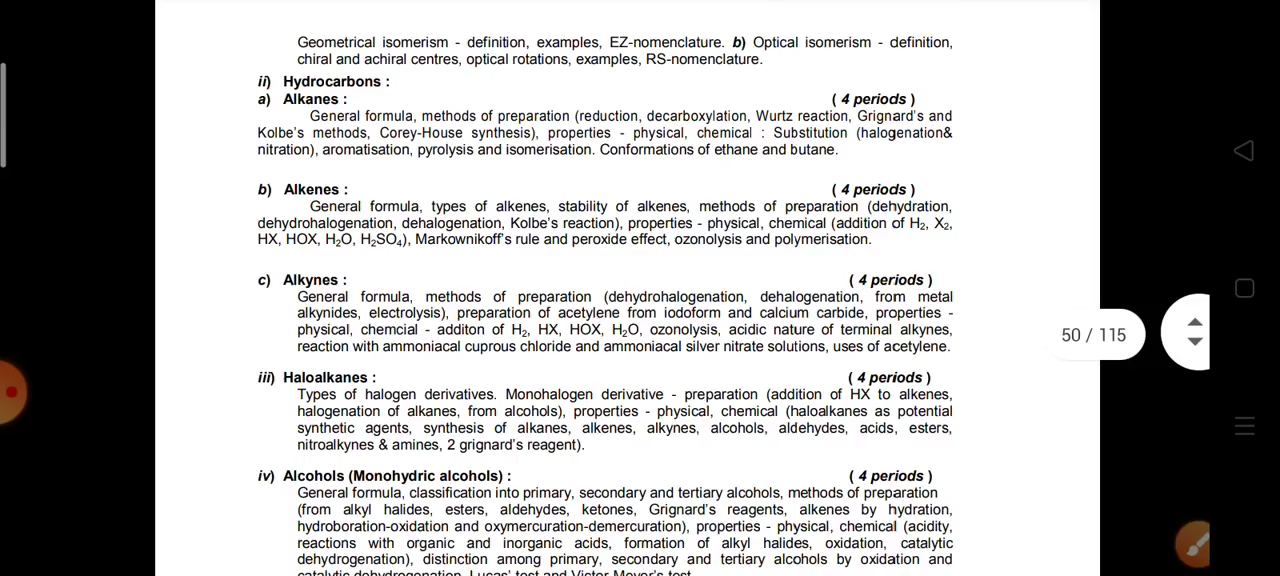 Geometrical isomerism - definition, examples, EZ-nomenclature. b) Optical isomerism - definition,
chiral and achiral centres, optical rotations, examples, RS-nomenclature.
ii) Hydrocarbons :
a) Alkanes : ( 4 periods )
General formula, methods of preparation (reduction, decarboxylation, Wurtz reaction, Grignard's and
Kolbe's methods, Corey-House synthesis), properties - physical, chemical : Substitution (halogenation&
nitration), aromatisation, pyrolysis and isomerisation. Conformations of ethane and butane.
b) Alkenes : ( 4 periods )
General formula, types of alkenes, stability of alkenes, methods of preparation (dehydration,
dehydrohalogenation, dehalogenation, Kolbe's reaction), properties - physical, chemical (addition of H₂, X₂,
HX, HOX, H₂O, H₂SO₄), Markownikoff's rule and peroxide effect, ozonolysis and polymerisation.
c) Alkynes : ( 4 periods )
General formula, methods of preparation (dehydrohalogenation, dehalogenation, from metal
alkynides, electrolysis), preparation of acetylene from iodoform and calcium carbide, properties -
physical, chemcial - additon of H₂, HX, HOX, H₂O, ozonolysis, acidic nature of terminal alkynes,
reaction with ammoniacal cuprous chloride and ammoniacal silver nitrate solutions, uses of acetylene.
50 / 115
iii) Haloalkanes : ( 4 periods )
Types of halogen derivatives. Monohalogen derivative - preparation (addition of HX to alkenes,
halogenation of alkanes, from alcohols), properties - physical, chemical (haloalkanes as potential
synthetic agents, synthesis of alkanes, alkenes, alkynes, alcohols, aldehydes, acids, esters,
nitroalkynes & amines, 2 grignard's reagent).
iv) Alcohols (Monohydric alcohols) : ( 4 periods )
General formula, classification into primary, secondary and tertiary alcohols, methods of preparation
(from alkyl halides, esters, aldehydes, ketones, Grignard's reagents, alkenes by hydration,
hydroboration-oxidation and oxymercuration-demercuration), properties - physical, chemical (acidity,
reactions with organic and inorganic acids, formation of alkyl halides, oxidation, catalytic
dehydrogenation), distinction among primary, secondary and tertiary alcohols by oxidation and
catalytic dehydrogenation, Lucas' test and Victor Meyer's test.